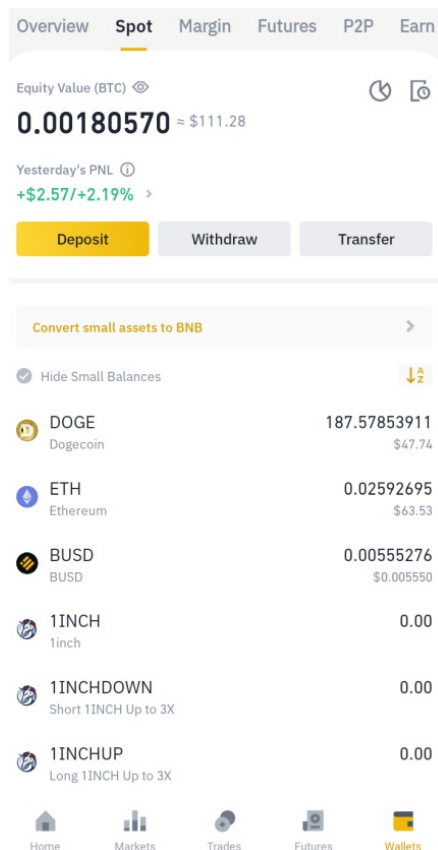 Overview Spot Margin Futures P2P Earn
Equity Value (BTC)
0.00180570 ≈ $111.28
Yesterday's PNL
+$2.57/+2.19% >
Deposit Withdraw Transfer
Convert small assets to BNB >
Hide Small Balances
DOGE 187.57853911
Dogecoin $47.74
ETH 0.02592695
Ethereum $63.53
BUSD 0.00555276
BUSD $0.005550
1INCH 0.00
1inch
1INCHDOWN 0.00
Short 1INCH Up to 3X
1INCHUP 0.00
Long 1INCH Up to 3X
Home Markets Trades Futures Wallets